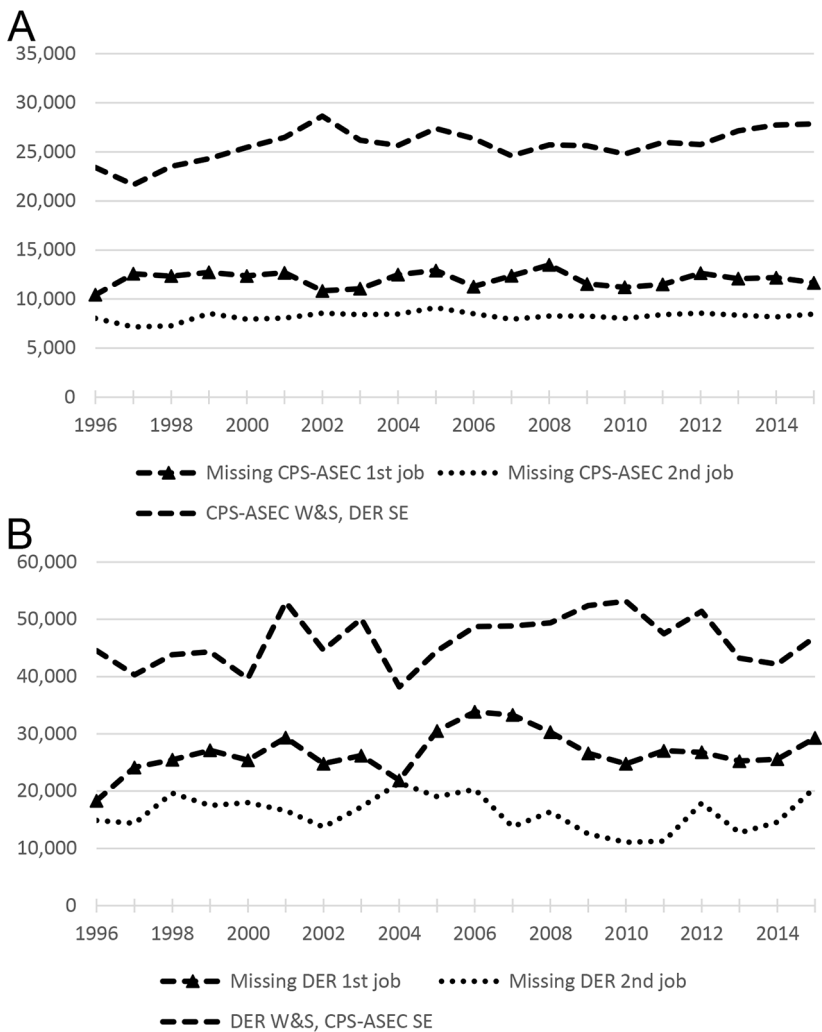 A
35,000
30,000
25,000
20,000
15,000
10,000
5,000
0
1996 1998 2000 2002 2004 2006 2008 2010 2012 2014
Missing CPS-ASEC 1st job Missing CPS-ASEC 2nd job
CPS-ASEC W&S, DER SE
B
60,000
50,000
40,000
30,000
20,000
10,000
0
1996 1998 2000 2002 2004 2006 2008 2010 2012 2014
Missing DER 1st job Missing DER 2nd job
DER W&S, CPS-ASEC SE